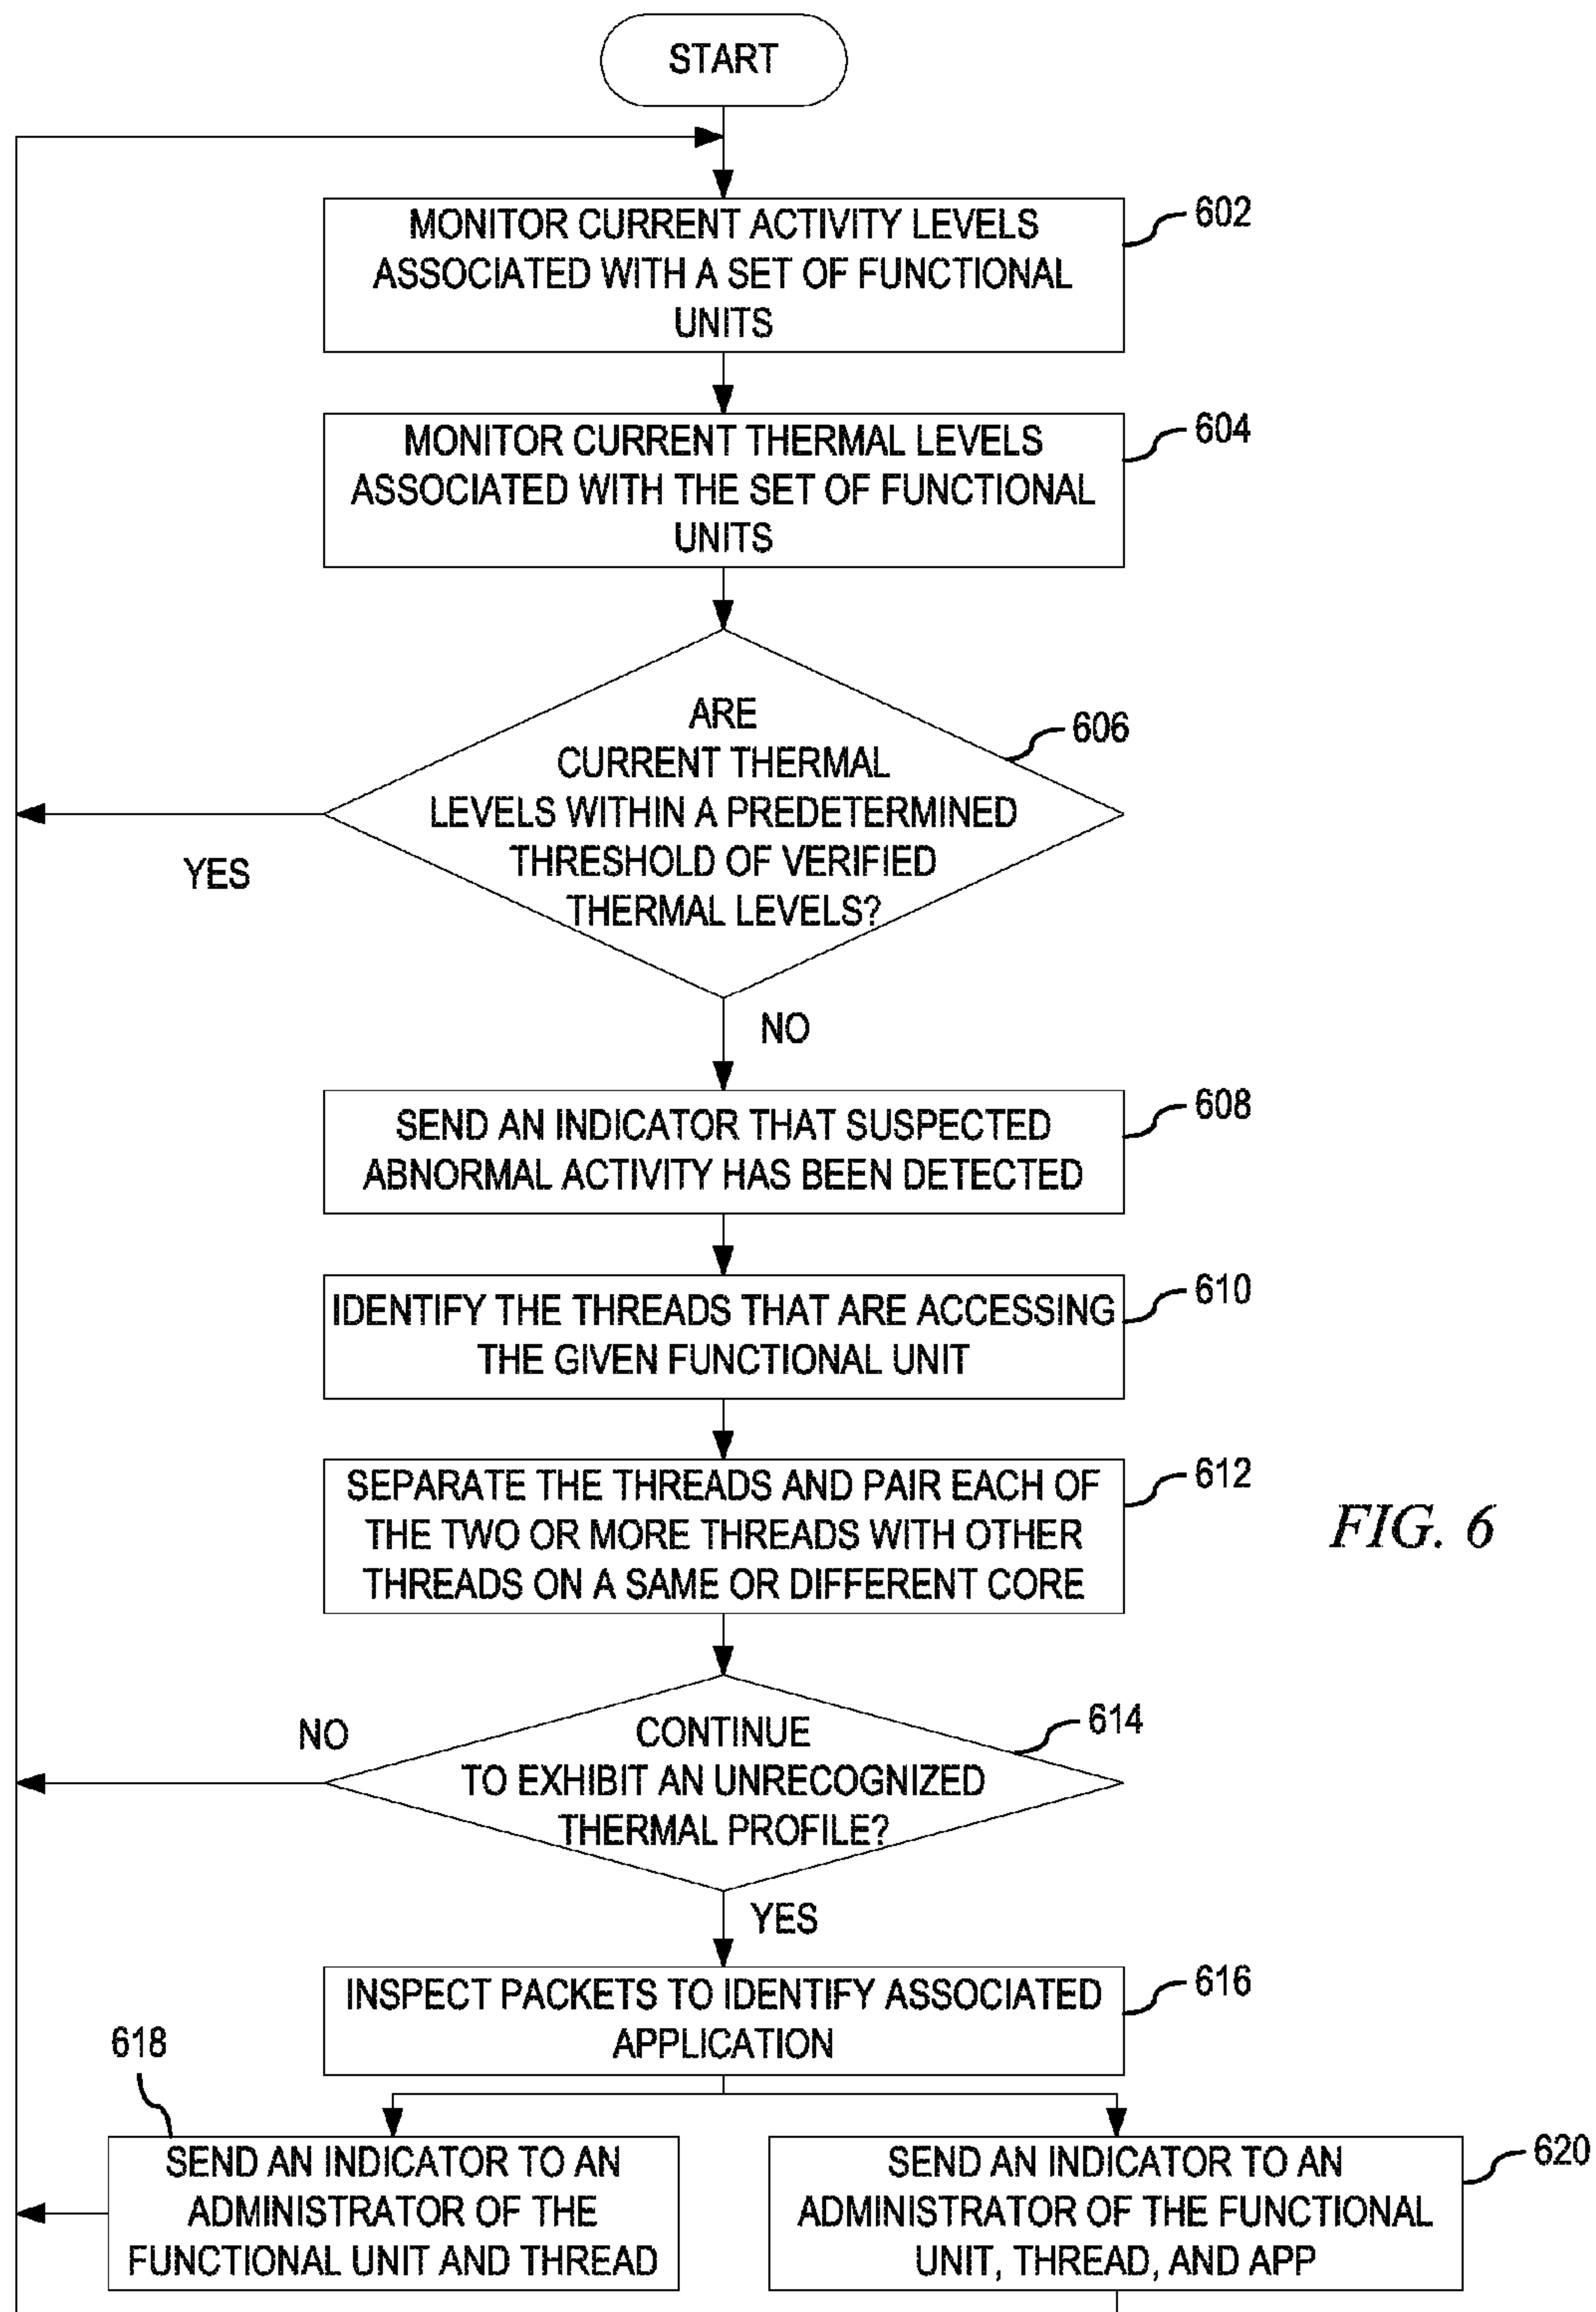 START
MONITOR CURRENT ACTIVITY LEVELS
ASSOCIATED WITH A SET OF FUNCTIONAL
UNITS
602
MONITOR CURRENT THERMAL LEVELS
ASSOCIATED WITH THE SET OF FUNCTIONAL
UNITS
604
ARE
CURRENT THERMAL
LEVELS WITHIN A PREDETERMINED
THRESHOLD OF VERIFIED
THERMAL LEVELS?
606
YES
NO
SEND AN INDICATOR THAT SUSPECTED
ABNORMAL ACTIVITY HAS BEEN DETECTED
608
IDENTIFY THE THREADS THAT ARE ACCESSING
THE GIVEN FUNCTIONAL UNIT
610
SEPARATE THE THREADS AND PAIR EACH OF
THE TWO OR MORE THREADS WITH OTHER
THREADS ON A SAME OR DIFFERENT CORE
612
FIG. 6
CONTINUE
TO EXHIBIT AN UNRECOGNIZED
THERMAL PROFILE?
614
NO
YES
INSPECT PACKETS TO IDENTIFY ASSOCIATED
APPLICATION
616
618
SEND AN INDICATOR TO AN
ADMINISTRATOR OF THE
FUNCTIONAL UNIT AND THREAD
SEND AN INDICATOR TO AN
ADMINISTRATOR OF THE FUNCTIONAL
UNIT, THREAD, AND APP
620